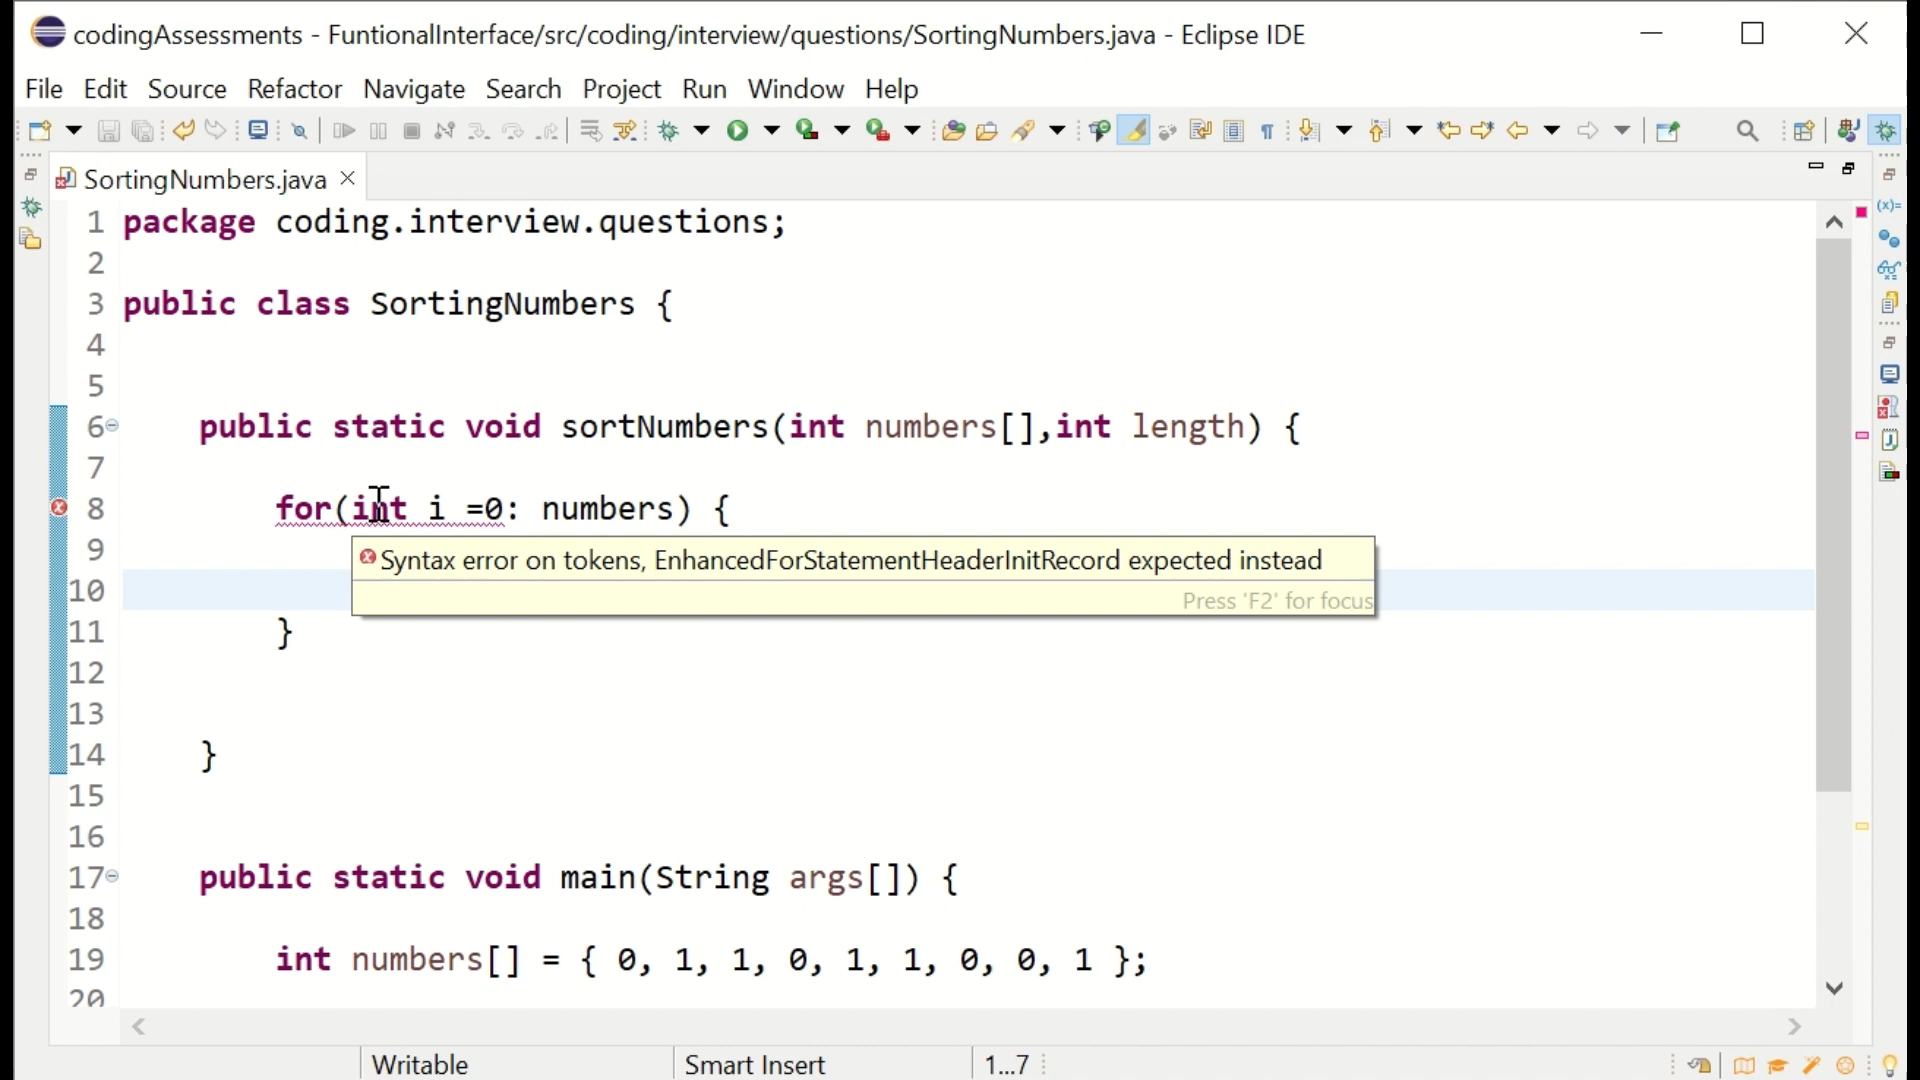 codingAssessments - FuntionalInterface/src/coding/interview/questions/SortingNumbers.java - Eclipse IDE
File Edit Source Refactor Navigate Search Project Run Window Help
SortingNumbers.java
1 package coding.interview.questions;
2
3 public class SortingNumbers {
4
5
6 public static void sortNumbers(int numbers[],int length) {
7
8 for(int i =0: numbers) {
9 Syntax error on tokens, EnhancedForStatementHeaderInitRecord expected instead
10 Press 'F2' for focus
11 }
12
13
14 }
15
16
17 public static void main(String args[]) {
18
19 int numbers[] = { 0, 1, 1, 0, 1, 1, 0, 0, 1 };
20
Writable Smart Insert 1...7